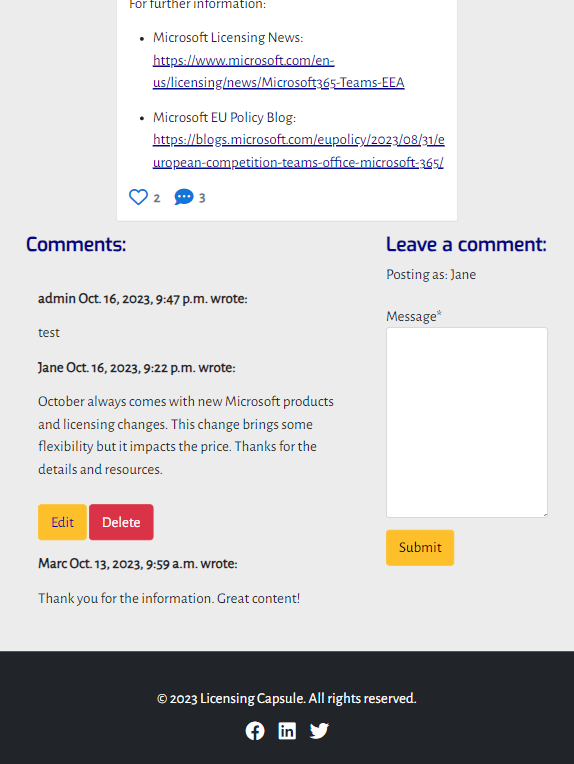 For further information:
• Microsoft Licensing News:
https://www.microsoft.com/en-
us/licensing/news/Microsoft365-Teams-EEA
• Microsoft EU Policy Blog:
https://blogs.microsoft.com/eupolicy/2023/08/31/e
uropean-competition-teams-office-microsoft-365/
2 3
Comments:
admin Oct. 16, 2023, 9:47 p.m. wrote:
test
Jane Oct. 16, 2023, 9:22 p.m. wrote:
October always comes with new Microsoft products
and licensing changes. This change brings some
flexibility but it impacts the price. Thanks for the
details and resources.
Edit Delete
Marc Oct. 13, 2023, 9:59 a.m. wrote:
Thank you for the information. Great content!
Leave a comment:
Posting as: Jane
Message*
Submit
© 2023 Licensing Capsule. All rights reserved.